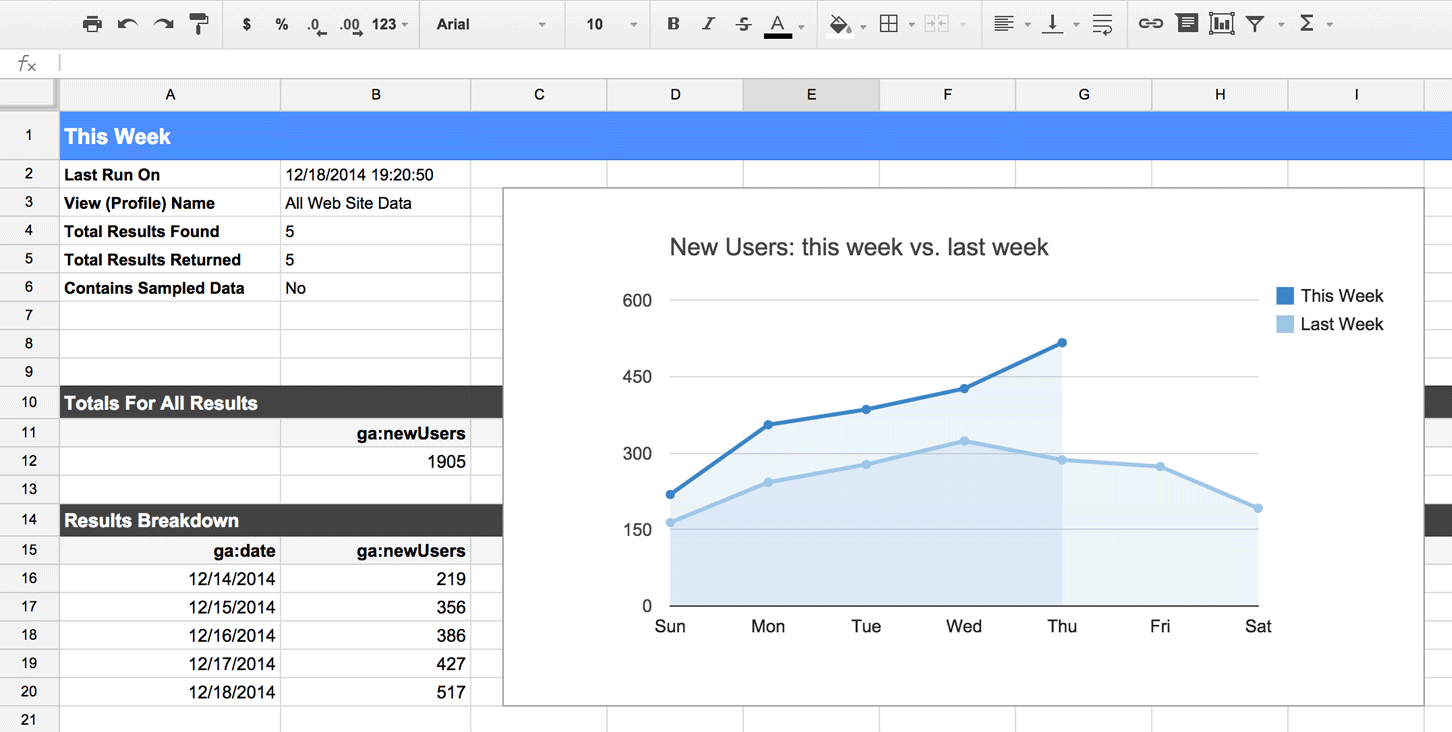 $ % .0 .00 123 Arial 10 B I S A Σ
fx
A B C D E F G H I
1 This Week
2 Last Run On 12/18/2014 19:20:50
3 View (Profile) Name All Web Site Data
4 Total Results Found 5
5 Total Results Returned 5
6 Contains Sampled Data No
7
8
9
10 Totals For All Results
11 ga:newUsers
12 1905
13
14 Results Breakdown
15 ga:date ga:newUsers
16 12/14/2014 219
17 12/15/2014 356
18 12/16/2014 386
19 12/17/2014 427
20 12/18/2014 517
21
New Users: this week vs. last week
This Week
Last Week
600
450
300
150
0
Sun Mon Tue Wed Thu Fri Sat